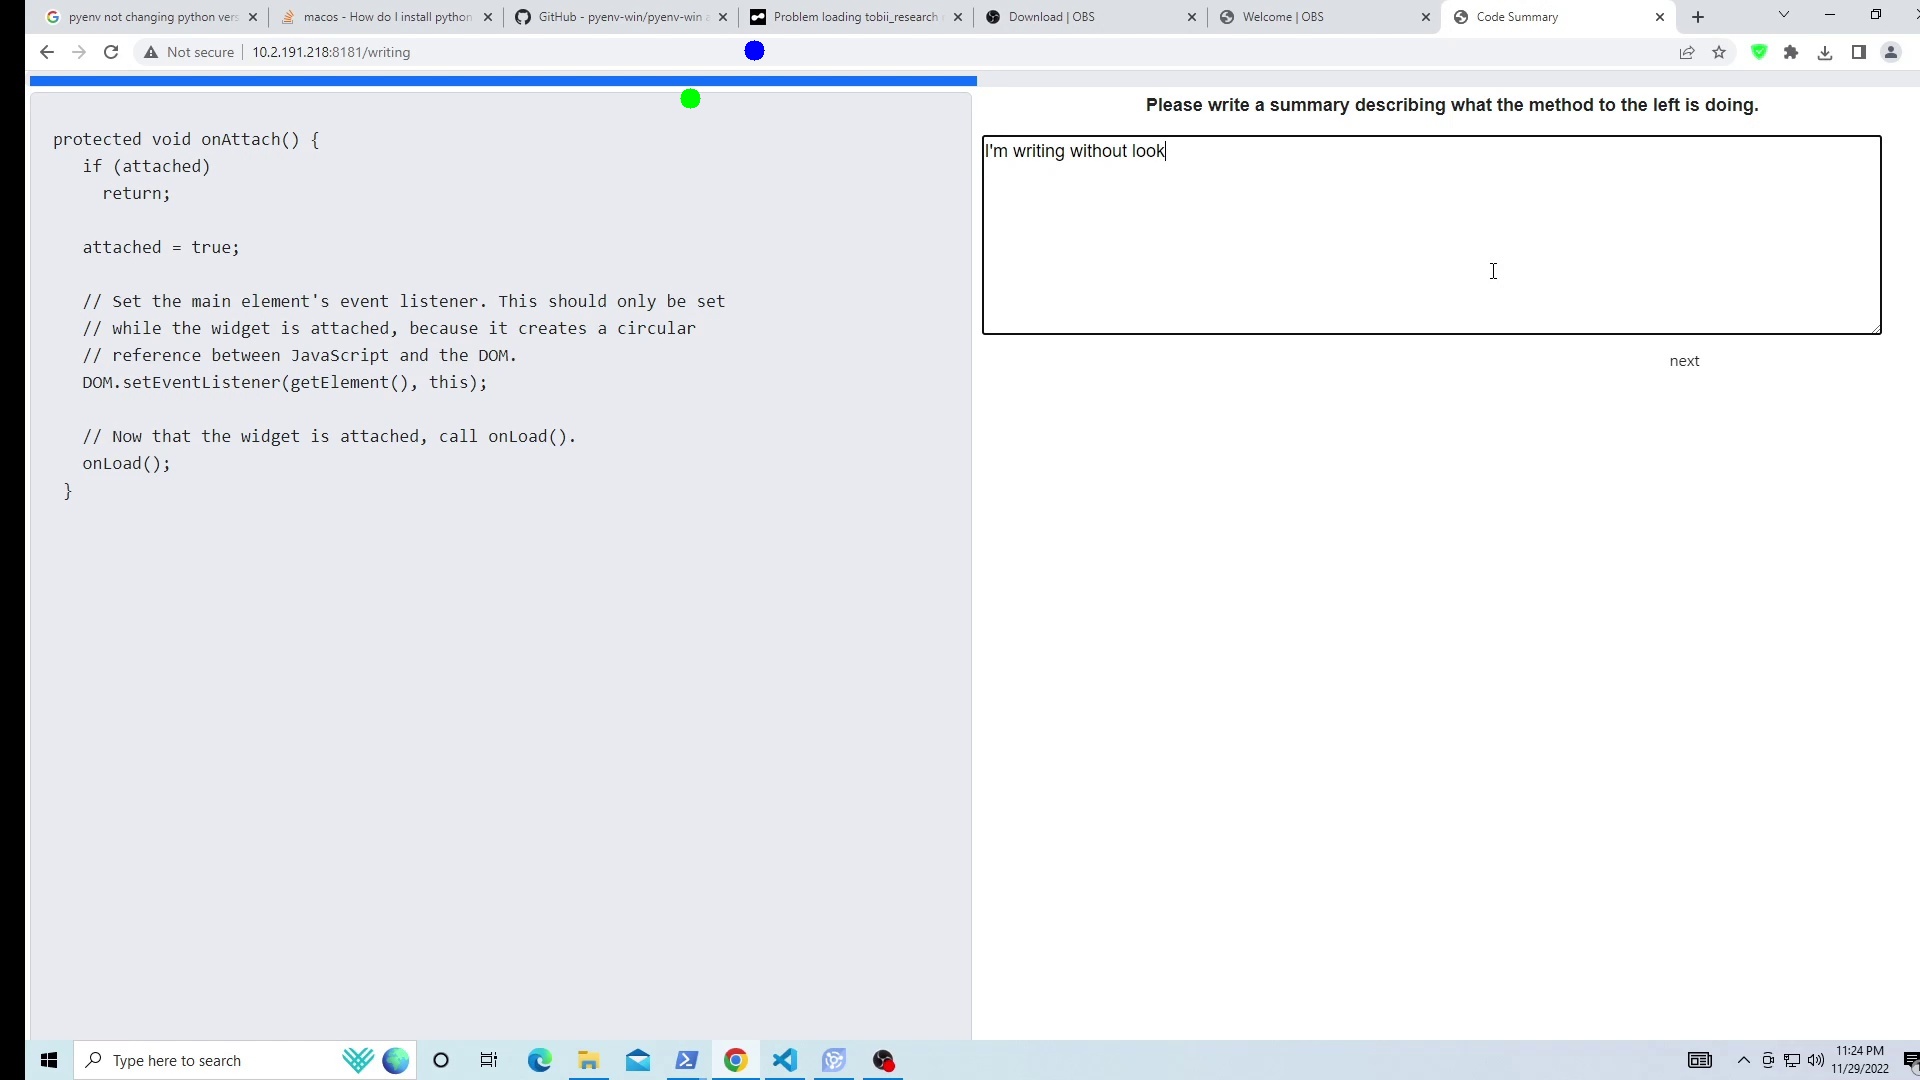 pyenv not changing python vers
macos - How do I install python
GitHub - pyenv-win/pyenv-win
Problem loading tobii_research
Download | OBS
Welcome | OBS
Code Summary
Not secure
10.2.191.218:8181/writing
Please write a summary describing what the method to the left is doing.
protected void onAttach() {
if (attached)
return;
attached = true;
// Set the main element's event listener. This should only be set
// while the widget is attached, because it creates a circular
// reference between JavaScript and the DOM.
DOM.setEventListener(getElement(), this);
// Now that the widget is attached, call onLoad().
onLoad();
}
I'm writing without look
next
Type here to search
11:24 PM
11/29/2022